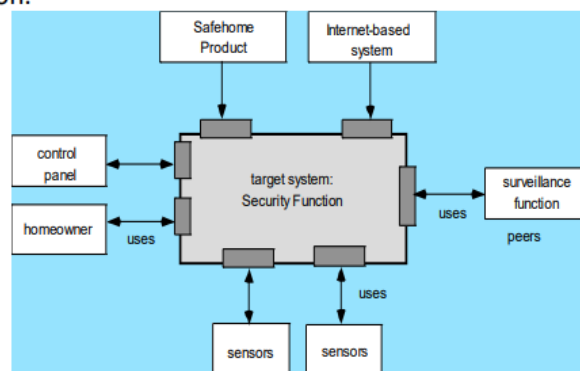 on.
Safehome
Product
Internet-based
system
control
panel
target system:
Security Function
surveillance
function
homeowner
uses
uses
peers
uses
sensors
sensors